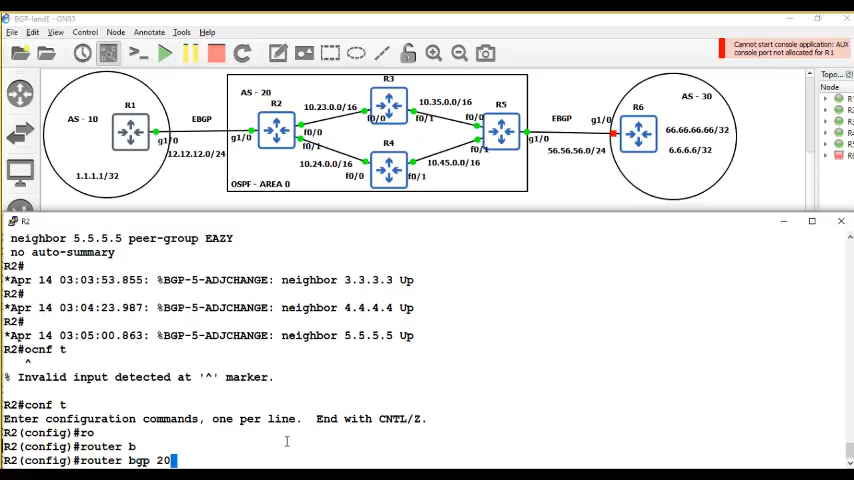 BGP-landE - GNS3
File Edit View Control Node Annotate Tools Help
Cannot start console application: AUX
console port not allocated for R1
Topo...
AS - 10
R1
EBGP
g1/0
12.12.12.0/24
1.1.1.1/32
AS - 20
R2
g1/0
f0/0
f0/1
10.23.0.0/16
10.24.0.0/16
OSPF - AREA 0
R3
f0/0
f0/1
R4
f0/0
f0/1
10.35.0.0/16
10.45.0.0/16
R5
f0/0
f0/1
g1/0
EBGP
56.56.56.0/24
g1/0
R6
AS - 30
66.66.66.66/32
6.6.6.6/32
R2
neighbor 5.5.5.5 peer-group EAZY
no auto-summary
R2#
*Apr 14 03:03:53.855: %BGP-5-ADJCHANGE: neighbor 3.3.3.3 Up
R2#
*Apr 14 03:04:23.987: %BGP-5-ADJCHANGE: neighbor 4.4.4.4 Up
R2#
*Apr 14 03:05:00.863: %BGP-5-ADJCHANGE: neighbor 5.5.5.5 Up
R2#ocnf t
^
% Invalid input detected at '^' marker.
R2#conf t
Enter configuration commands, one per line.  End with CNTL/Z.
R2(config)#ro
R2(config)#router b
R2(config)#router bgp 20